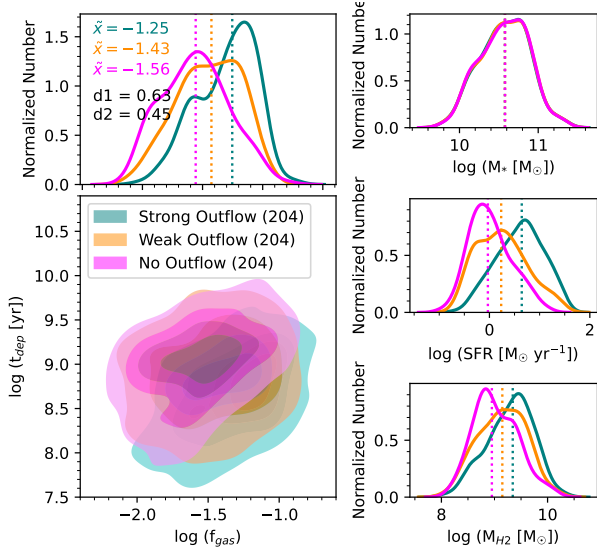 Normalized Number
1.5
1.0
0.5
0.0
x̃ = −1.25
x̃ = −1.43
x̃ = −1.56
d1 = 0.63
d2 = 0.45
Normalized Number
1.0
0.5
0.0
10
11
log (M* [M⊙])
log (t_dep [yr])
10.5
10.0
9.5
9.0
8.5
8.0
7.5
Strong Outflow (204)
Weak Outflow (204)
No Outflow (204)
−2.0
−1.5
−1.0
log (f_gas)
Normalized Number
0.5
0.0
0
2
log (SFR [M⊙ yr⁻¹])
Normalized Number
0.5
0.0
8
10
log (M_H2 [M⊙])